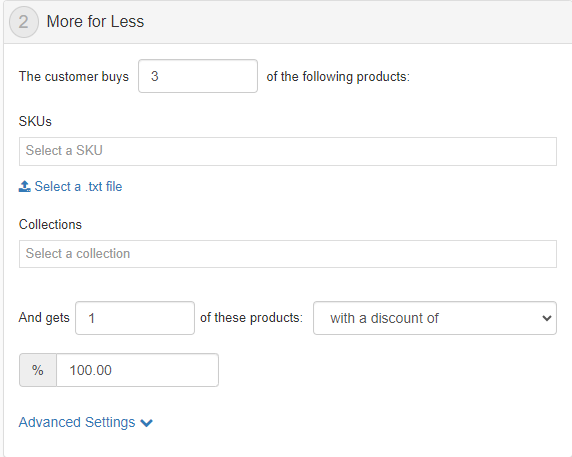 2 More for Less
The customer buys 3 of the following products:
SKUs
Select a SKU
Select a .txt file
Collections
Select a collection
And gets 1 of these products: with a discount of
% 100.00
Advanced Settings